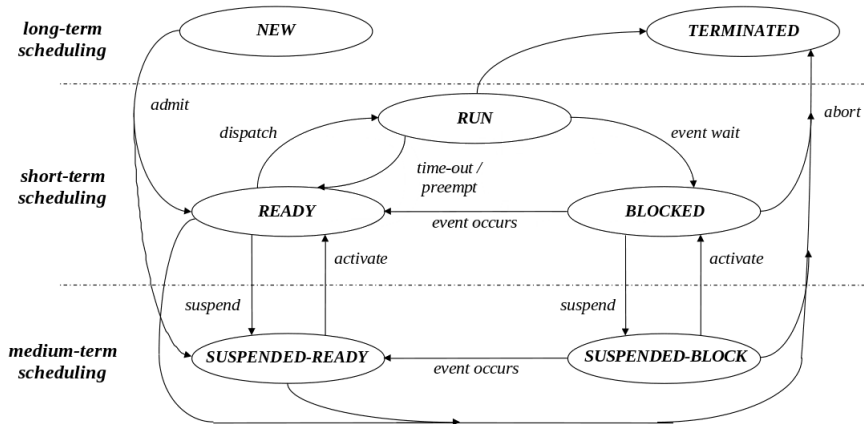 long-term
scheduling
NEW
TERMINATED
admit
RUN
abort
dispatch
event wait
time-out /
preempt
short-term
scheduling
READY
BLOCKED
event occurs
activate
activate
suspend
suspend
medium-term
scheduling
SUSPENDED-READY
SUSPENDED-BLOCK
event occurs